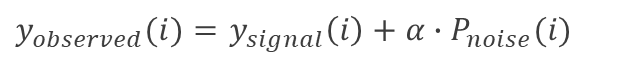 y_observed(i) = y_signal(i) + α · P_noise(i)